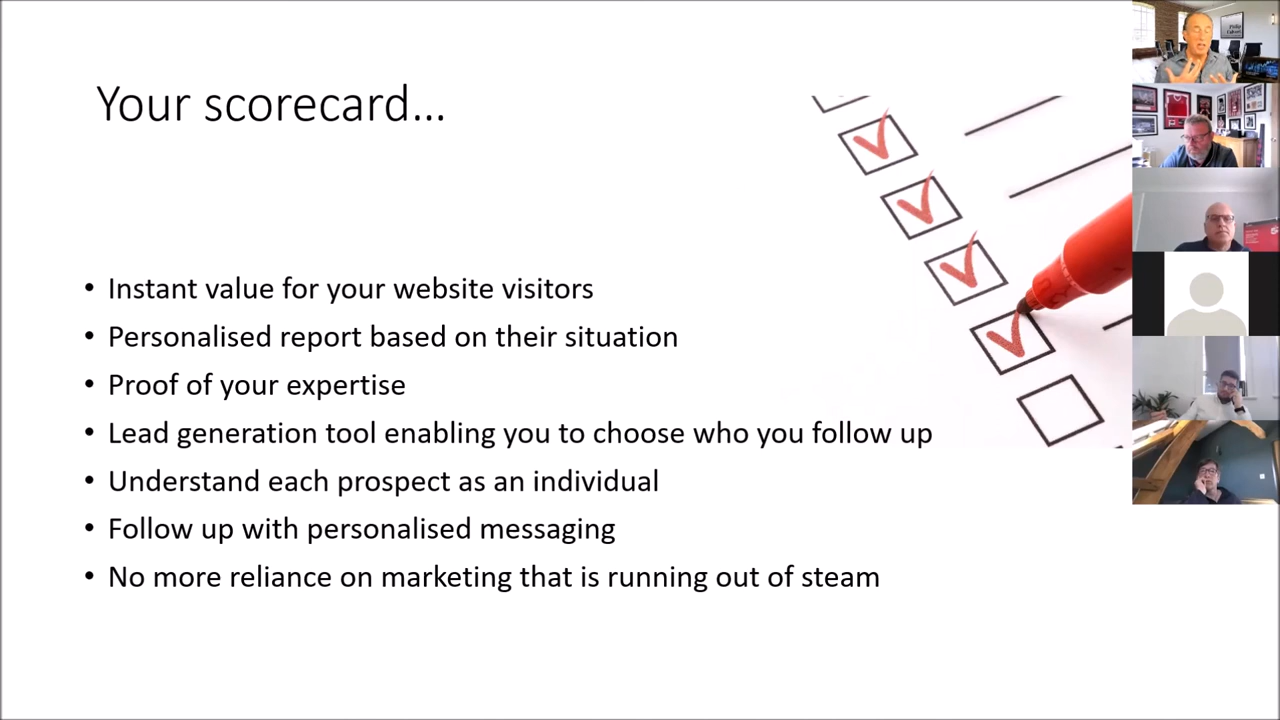 Your scorecard…
• Instant value for your website visitors
• Personalised report based on their situation
• Proof of your expertise
• Lead generation tool enabling you to choose who you follow up
• Understand each prospect as an individual
• Follow up with personalised messaging
• No more reliance on marketing that is running out of steam